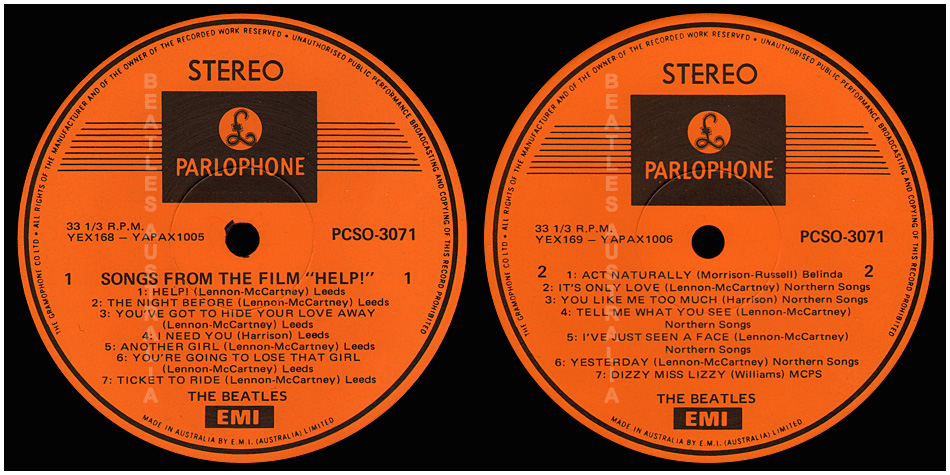 THE GRAMOPHONE CO LTD • ALL RIGHTS OF THE MANUFACTURER AND OF THE OWNER OF THE RECORDED WORK RESERVED • UNAUTHORISED PUBLIC PERFORMANCE BROADCASTING AND COPYING OF THIS RECORD PROHIBITED
STEREO
£
PARLOPHONE
33 1/3 R.P.M.
YEX168 – YAPAX1005
PCSO-3071
1 SONGS FROM THE FILM "HELP!" 1
1: HELP! (Lennon-McCartney) Leeds
2: THE NIGHT BEFORE (Lennon-McCartney) Leeds
3: YOU'VE GOT TO HIDE YOUR LOVE AWAY
(Lennon-McCartney) Leeds
4: I NEED YOU (Harrison) Leeds
5: ANOTHER GIRL (Lennon-McCartney) Leeds
6: YOU'RE GOING TO LOSE THAT GIRL
(Lennon-McCartney) Leeds
7: TICKET TO RIDE (Lennon-McCartney) Leeds
THE BEATLES
EMI
MADE IN AUSTRALIA BY E.M.I. (AUSTRALIA) LIMITED
BEATLES AUSTRALIA
THE GRAMOPHONE CO LTD • ALL RIGHTS OF THE MANUFACTURER AND OF THE OWNER OF THE RECORDED WORK RESERVED • UNAUTHORISED PUBLIC PERFORMANCE BROADCASTING AND COPYING OF THIS RECORD PROHIBITED
STEREO
£
PARLOPHONE
33 1/3 R.P.M.
YEX169 – YAPAX1006
PCSO-3071
2 1: ACT NATURALLY (Morrison-Russell) Belinda 2
2: IT'S ONLY LOVE (Lennon-McCartney) Northern Songs
3: YOU LIKE ME TOO MUCH (Harrison) Northern Songs
4: TELL ME WHAT YOU SEE (Lennon-McCartney)
Northern Songs
5: I'VE JUST SEEN A FACE (Lennon-McCartney)
Northern Songs
6: YESTERDAY (Lennon-McCartney) Northern Songs
7: DIZZY MISS LIZZY (Williams) MCPS
THE BEATLES
EMI
MADE IN AUSTRALIA BY E.M.I. (AUSTRALIA) LIMITED
BEATLES AUSTRALIA